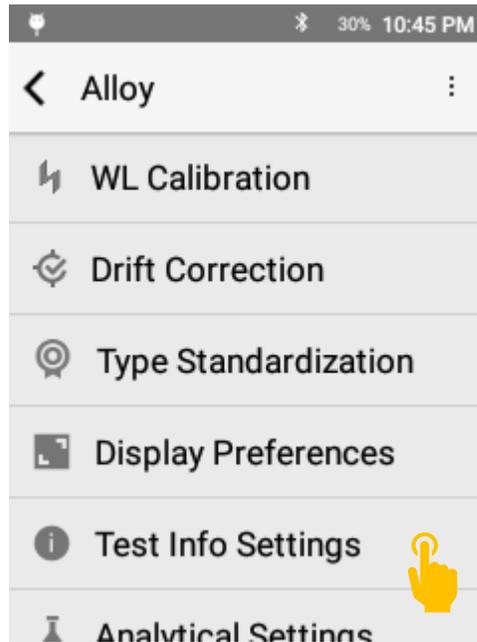 30% 10:45 PM
Alloy
WL Calibration
Drift Correction
Type Standardization
Display Preferences
Test Info Settings
Analytical Settings